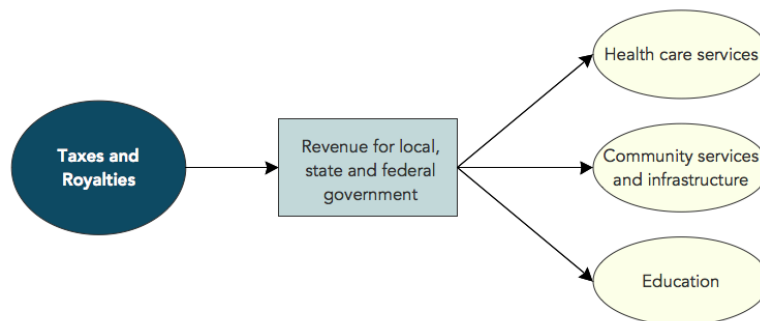 Taxes and
Royalties
Revenue for local,
state and federal
government
Health care services
Community services
and infrastructure
Education